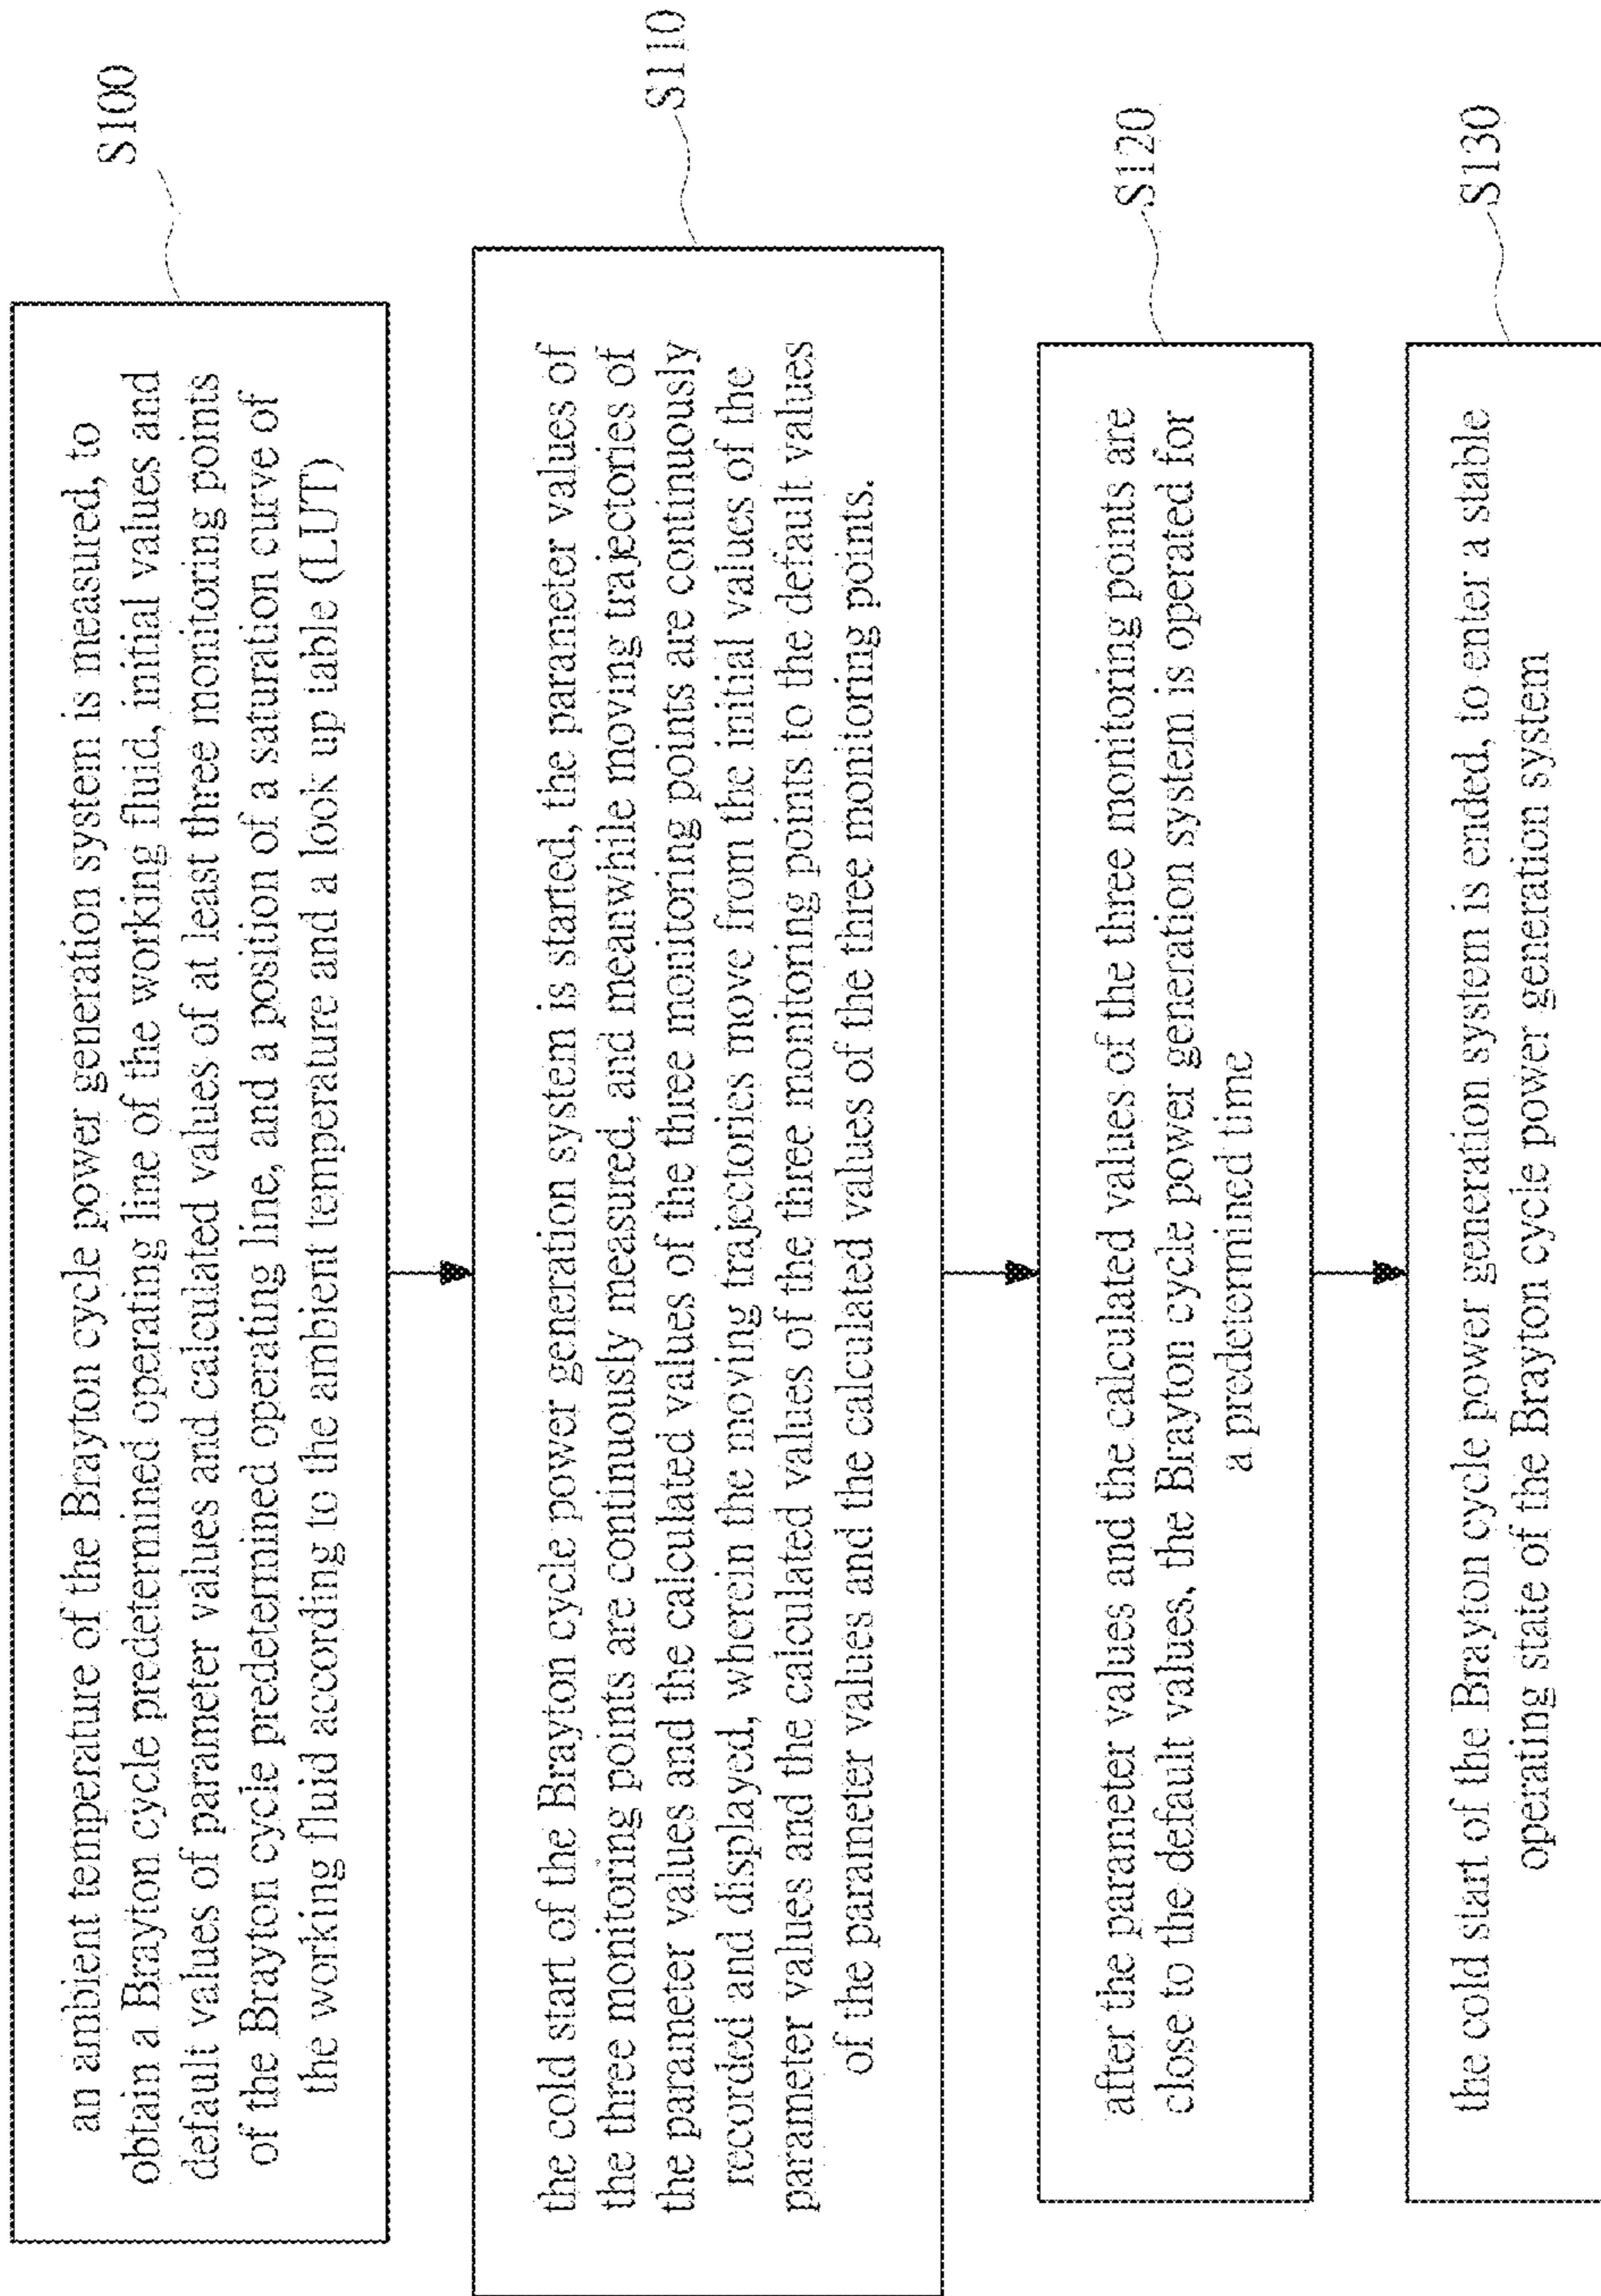 an ambient temperature of the Brayton cycle power generation system is measured, to
obtain a Brayton cycle predetermined operating line of the working fluid, initial values and
default values of parameter values and calculated values of at least three monitoring points
of the Brayton cycle predetermined operating line, and a position of a saturation curve of
the working fluid according to the ambient temperature and a look up table (LUT)
S100
the cold start of the Brayton cycle power generation system is started, the parameter values of
the three monitoring points are continuously measured, and meanwhile moving trajectories of
the parameter values and the calculated values of the three monitoring points are continuously
recorded and displayed, wherein the moving trajectories move from the initial values of the
parameter values and the calculated values of the three monitoring points to the default values
of the parameter values and the calculated values of the three monitoring points.
S110
after the parameter values and the calculated values of the three monitoring points are
close to the default values, the Brayton cycle power generation system is operated for
a predetermined time
S120
the cold start of the Brayton cycle power generation system is ended, to enter a stable
operating state of the Brayton cycle power generation system
S130